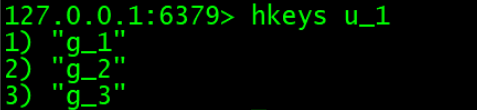 127.0.0.1:6379> hkeys u_1
1) "g_1"
2) "g_2"
3) "g_3"